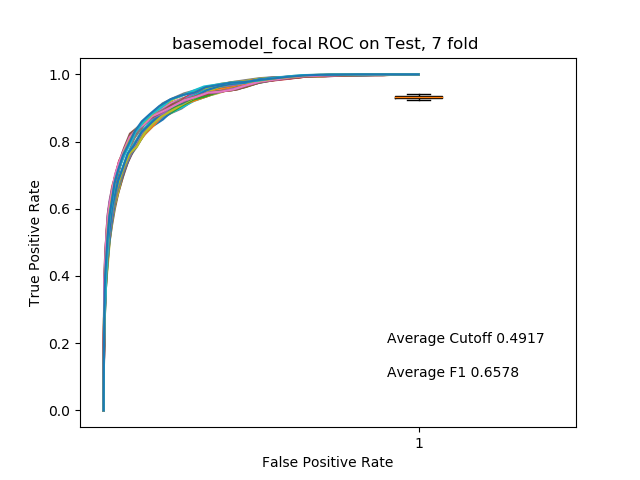 basemodel_focal ROC on Test, 7 fold
True Positive Rate
1.0
0.8
0.6
0.4
0.2
0.0
Average Cutoff 0.4917
Average F1 0.6578
1
False Positive Rate